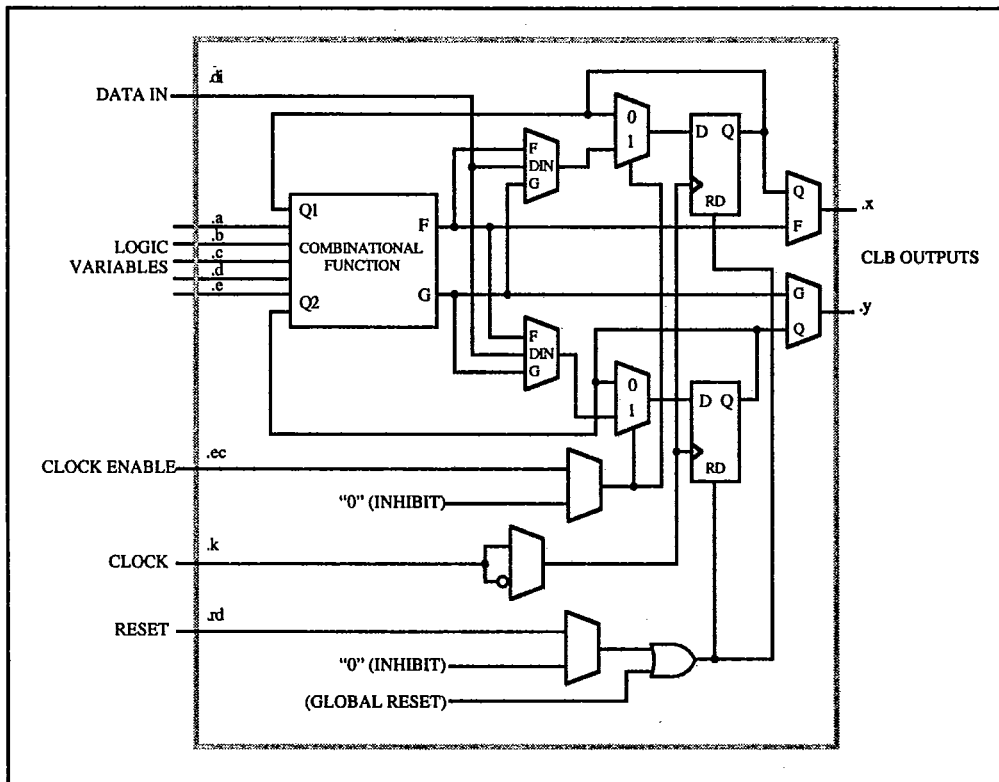 .di
DATA IN
0
1
D Q
RD
F
DIN
G
Q
F
.x
Q1
F
COMBINATIONAL
FUNCTION
G
Q2
.a
.b
.c
.d
.e
LOGIC
VARIABLES
CLB OUTPUTS
G
Q
.y
F
DIN
G
0
1
D Q
RD
.ec
CLOCK ENABLE
"0" (INHIBIT)
.k
CLOCK
.rd
RESET
"0" (INHIBIT)
(GLOBAL RESET)